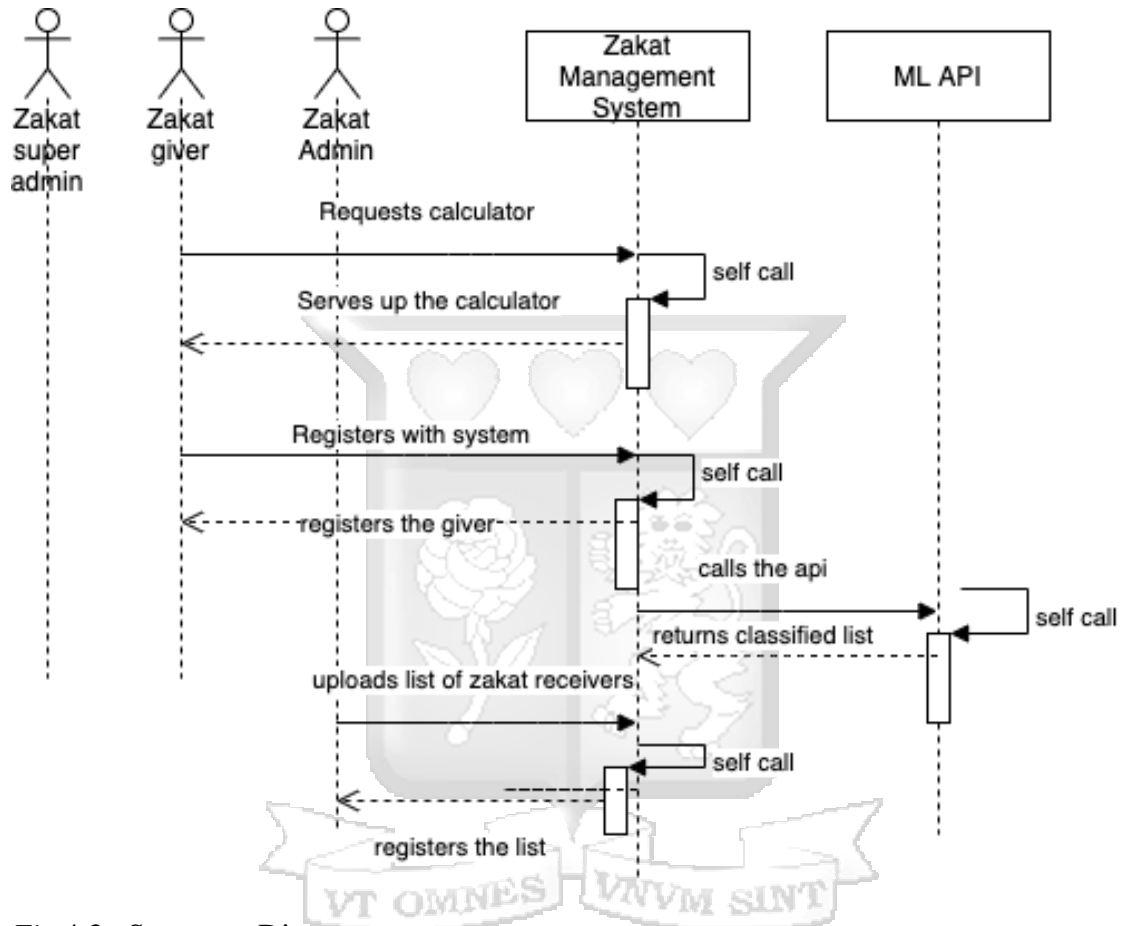 Zakat
super
admin
Zakat
giver
Zakat
Admin
Zakat
Management
System
ML API
Requests calculator
self call
Serves up the calculator
Registers with system
self call
registers the giver
calls the api
self call
returns classified list
uploads list of zakat receivers
self call
registers the list
VT OMNES VNVM SINT